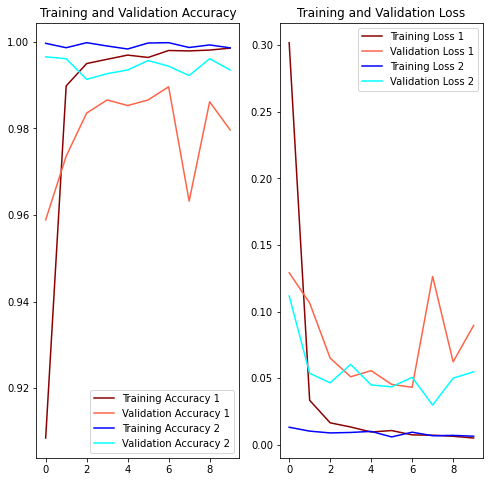 Training and Validation Accuracy
1.00
0.98
0.96
0.94
0.92
0 2 4 6 8
Training Accuracy 1
Validation Accuracy 1
Training Accuracy 2
Validation Accuracy 2
Training and Validation Loss
0.30
0.25
0.20
0.15
0.10
0.05
0.00
0 2 4 6 8
Training Loss 1
Validation Loss 1
Training Loss 2
Validation Loss 2